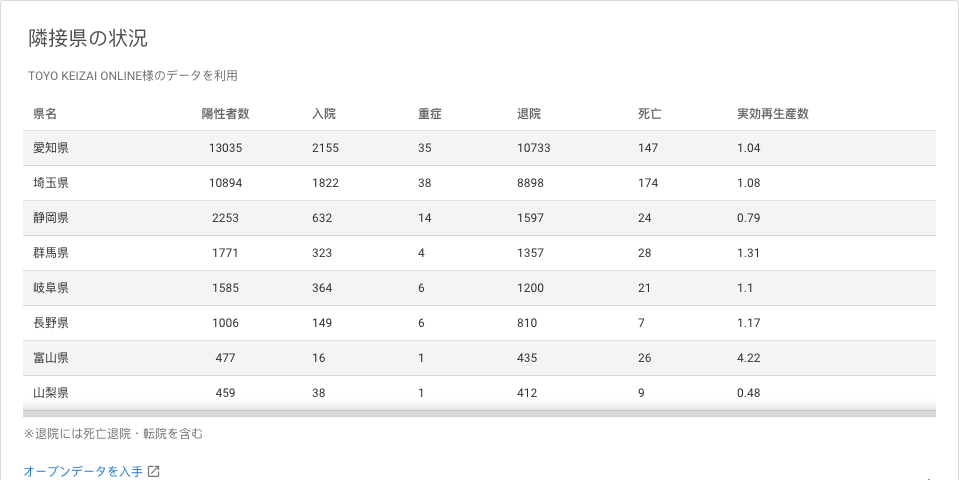 隣接県の状況
TOYO KEIZAI ONLINE様のデータを利用
県名 陽性者数 入院 重症 退院 死亡 実効再生産数
愛知県 13035 2155 35 10733 147 1.04
埼玉県 10894 1822 38 8898 174 1.08
静岡県 2253 632 14 1597 24 0.79
群馬県 1771 323 4 1357 28 1.31
岐阜県 1585 364 6 1200 21 1.1
長野県 1006 149 6 810 7 1.17
富山県 477 16 1 435 26 4.22
山梨県 459 38 1 412 9 0.48
※退院には死亡退院・転院を含む
オープンデータを入手